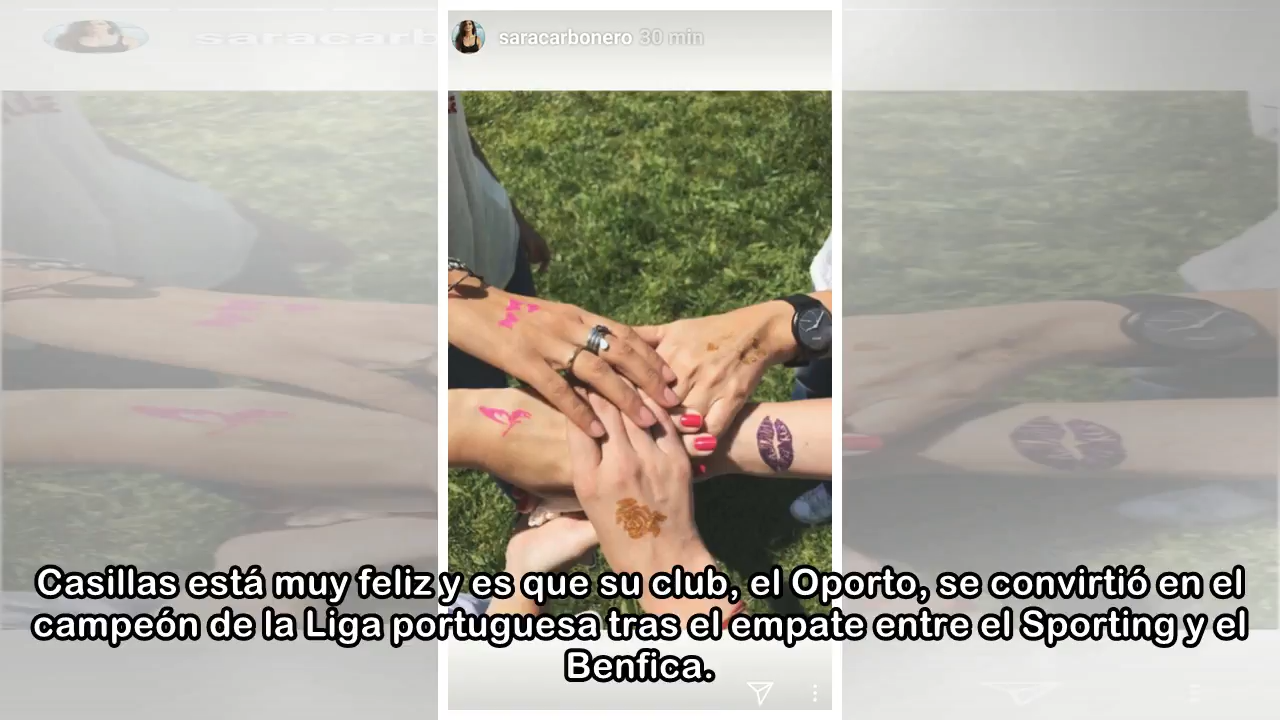 saracarbonero 30 min
Casillas está muy feliz y es que su club, el Oporto, se convirtió en el
campeón de la Liga portuguesa tras el empate entre el Sporting y el
Benfica.